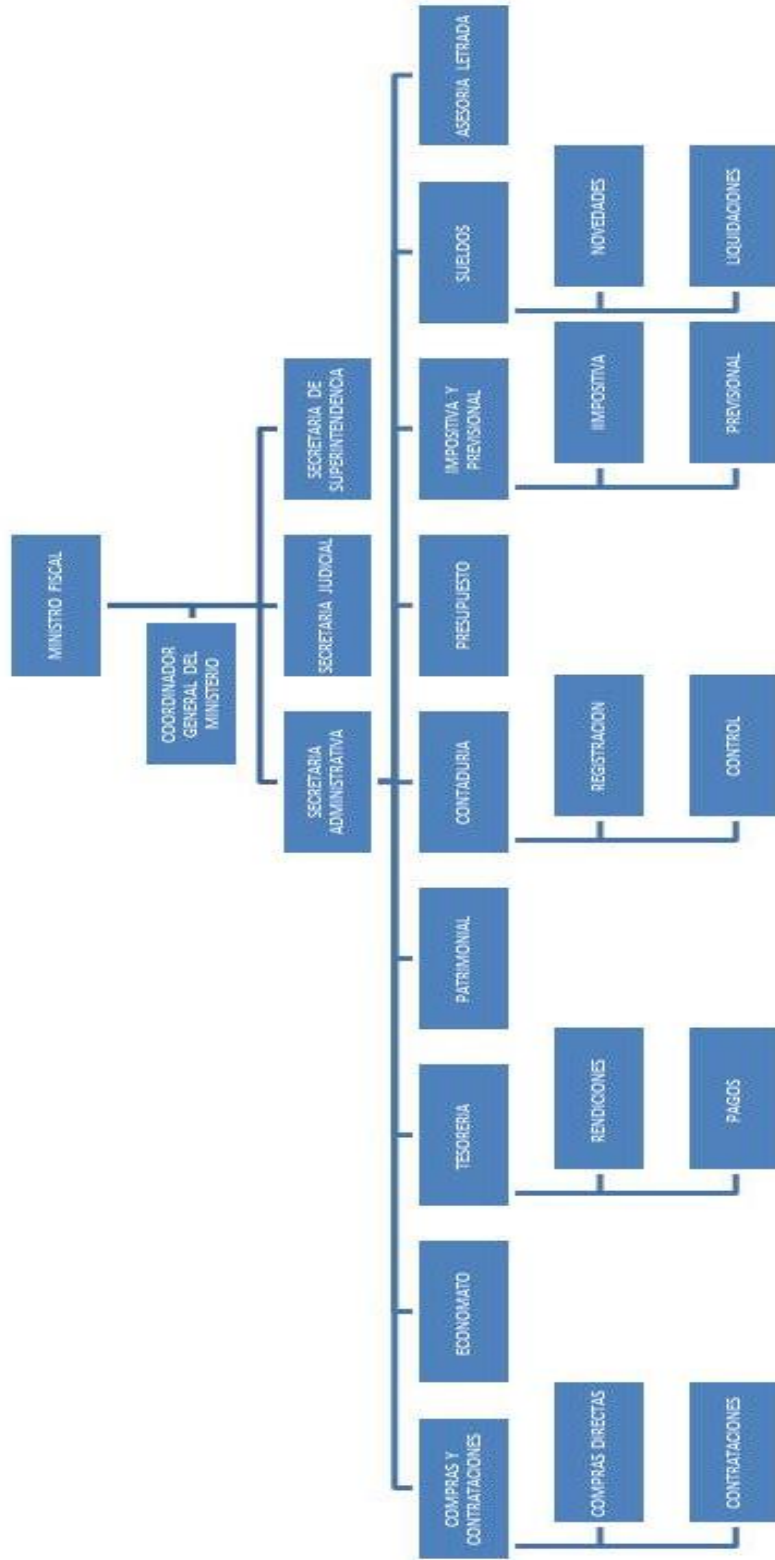 MINISTRO FISCAL
COORDINADOR
GENERAL DEL
MINISTERIO
SECRETARIA
ADMINISTRATIVA
SECRETARIA JUDICIAL
SECRETARIA DE
SUPERINTENDENCIA
COMPRAS Y
CONTRATACIONES
ECONOMATO
TESORERIA
PATRIMONIAL
CONTADURIA
PRESUPUESTO
IMPOSITIVA Y
PREVISIONAL
SUELDOS
ASESORIA LETRADA
COMPRAS DIRECTAS
RENDICIONES
REGISTRACION
IIMPOSITIVA
NOVEDADES
CONTRATACIONES
PAGOS
CONTROL
PREVISIONAL
LIQUIDACIONES